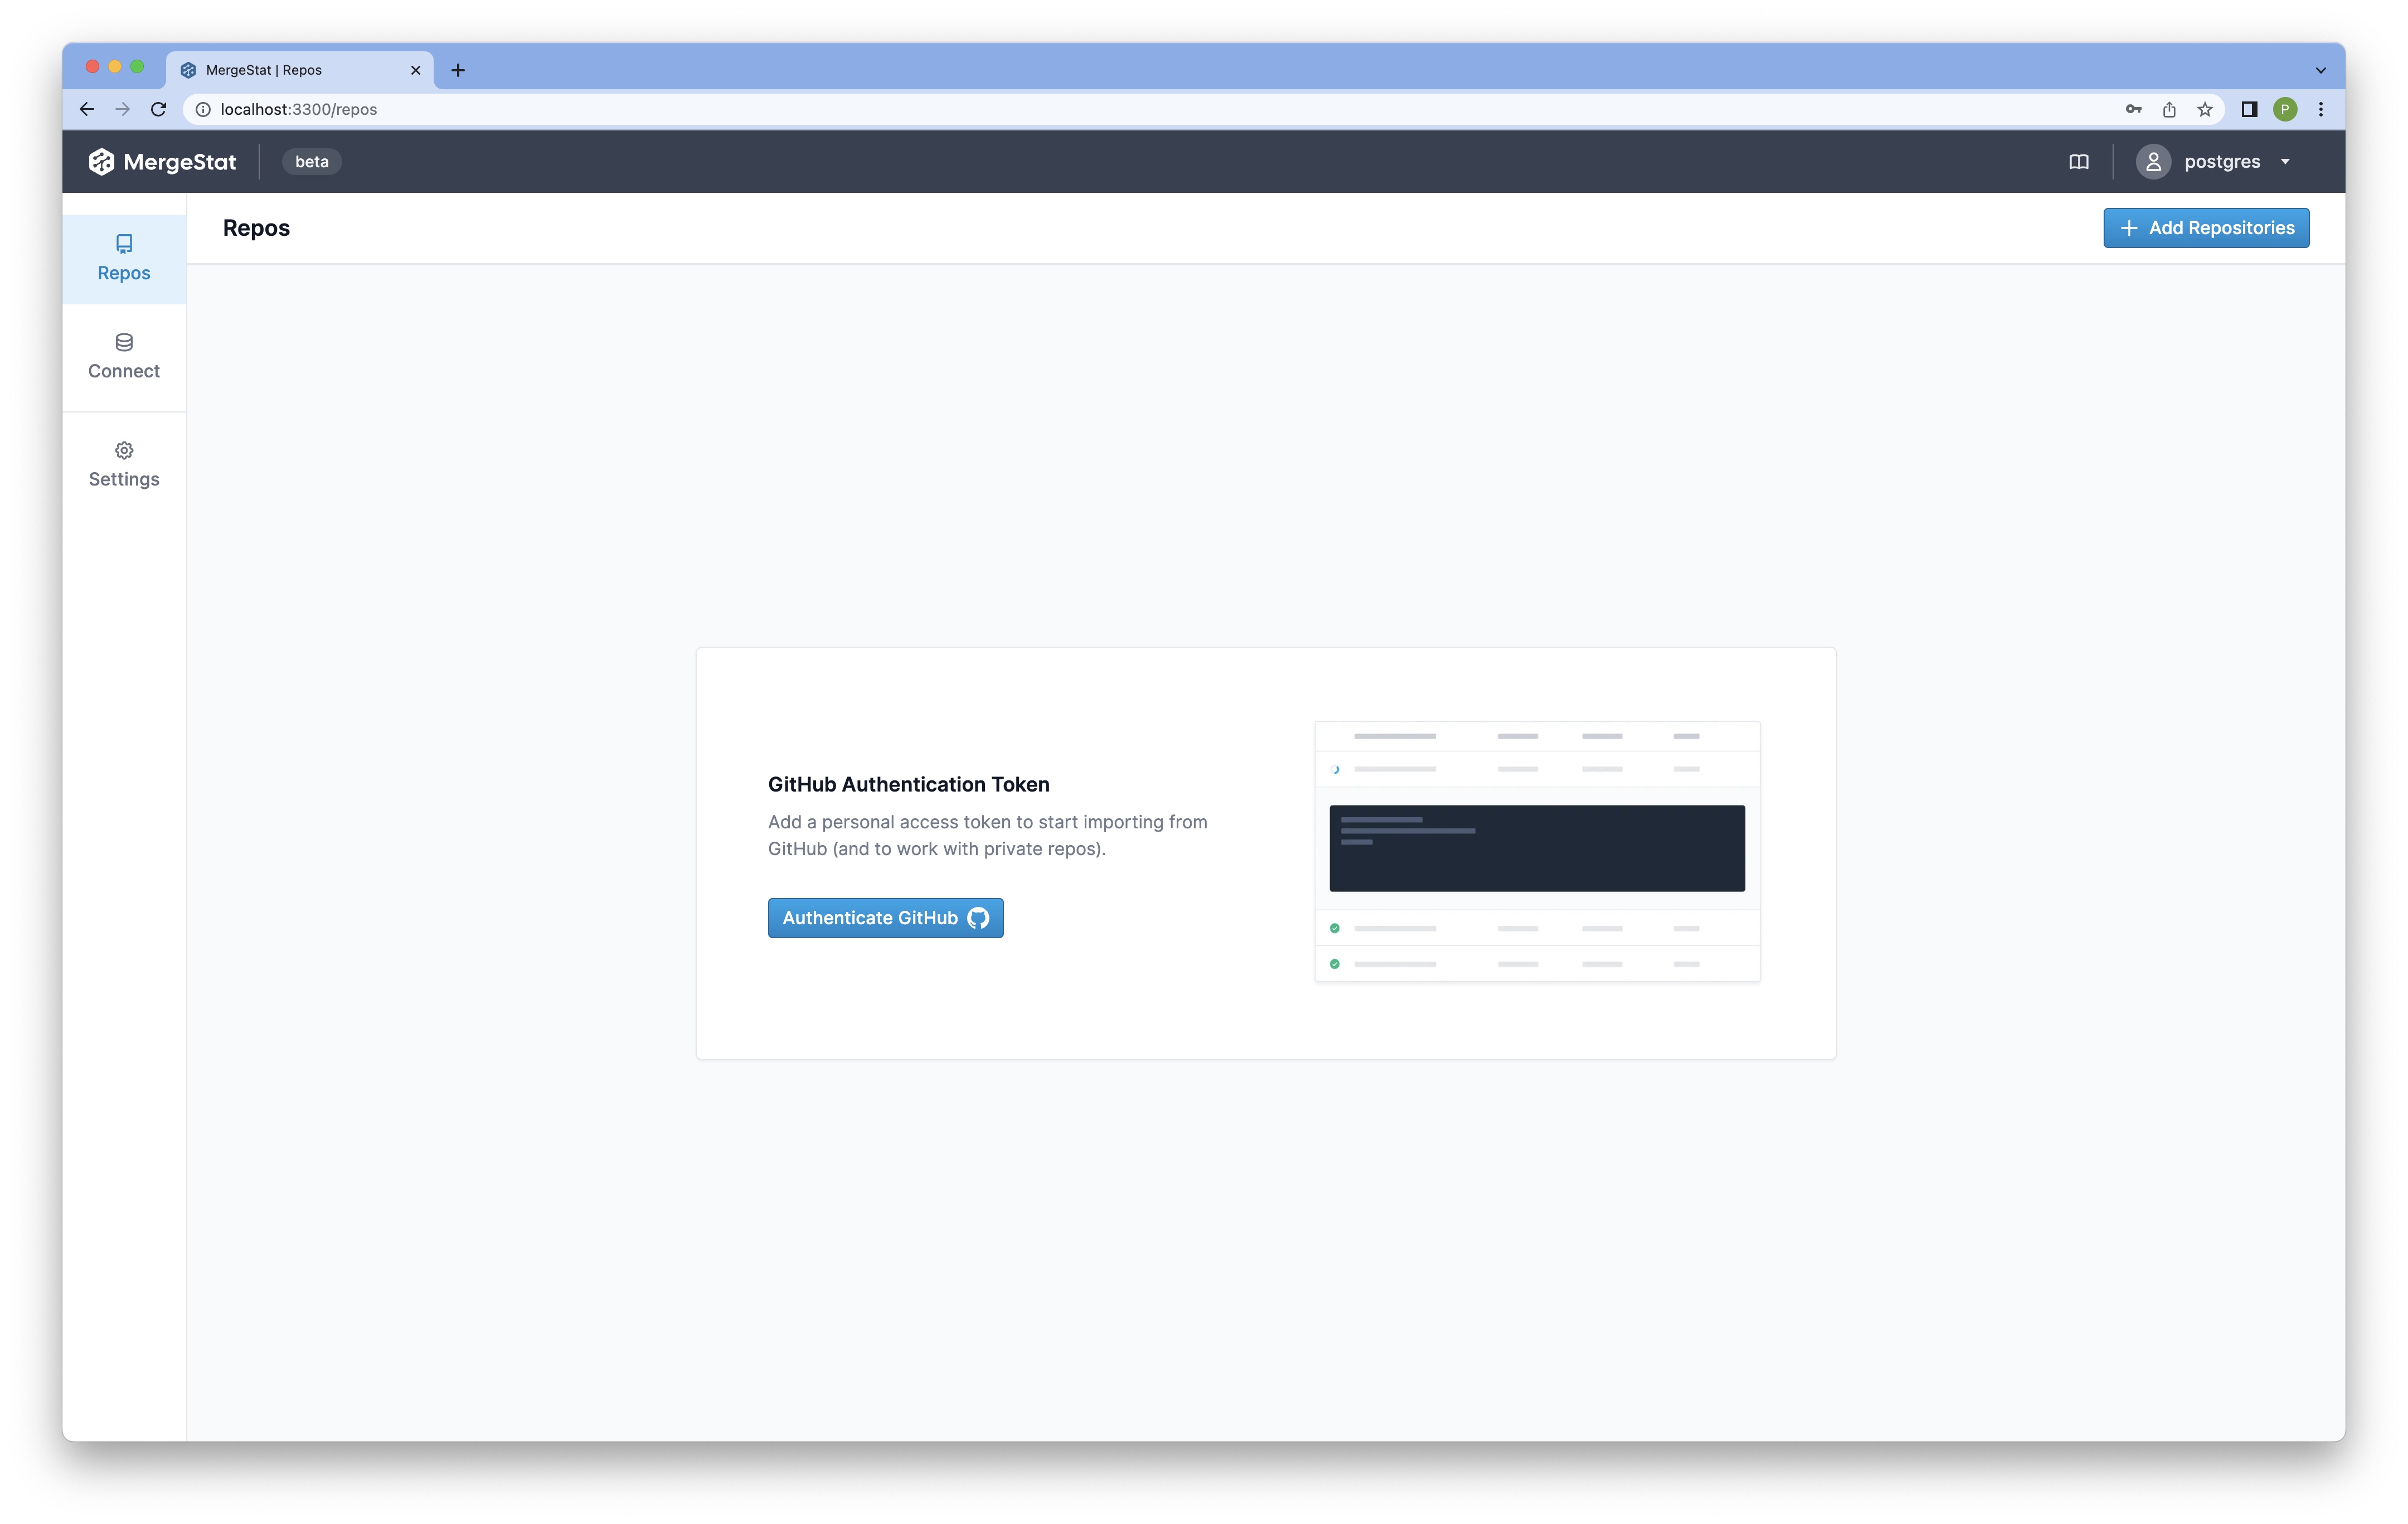 MergeStat | Repos
localhost:3300/repos
P
MergeStat
beta
postgres
Repos
Connect
Settings
Repos
Add Repositories
GitHub Authentication Token
Add a personal access token to start importing from
GitHub (and to work with private repos).
Authenticate GitHub